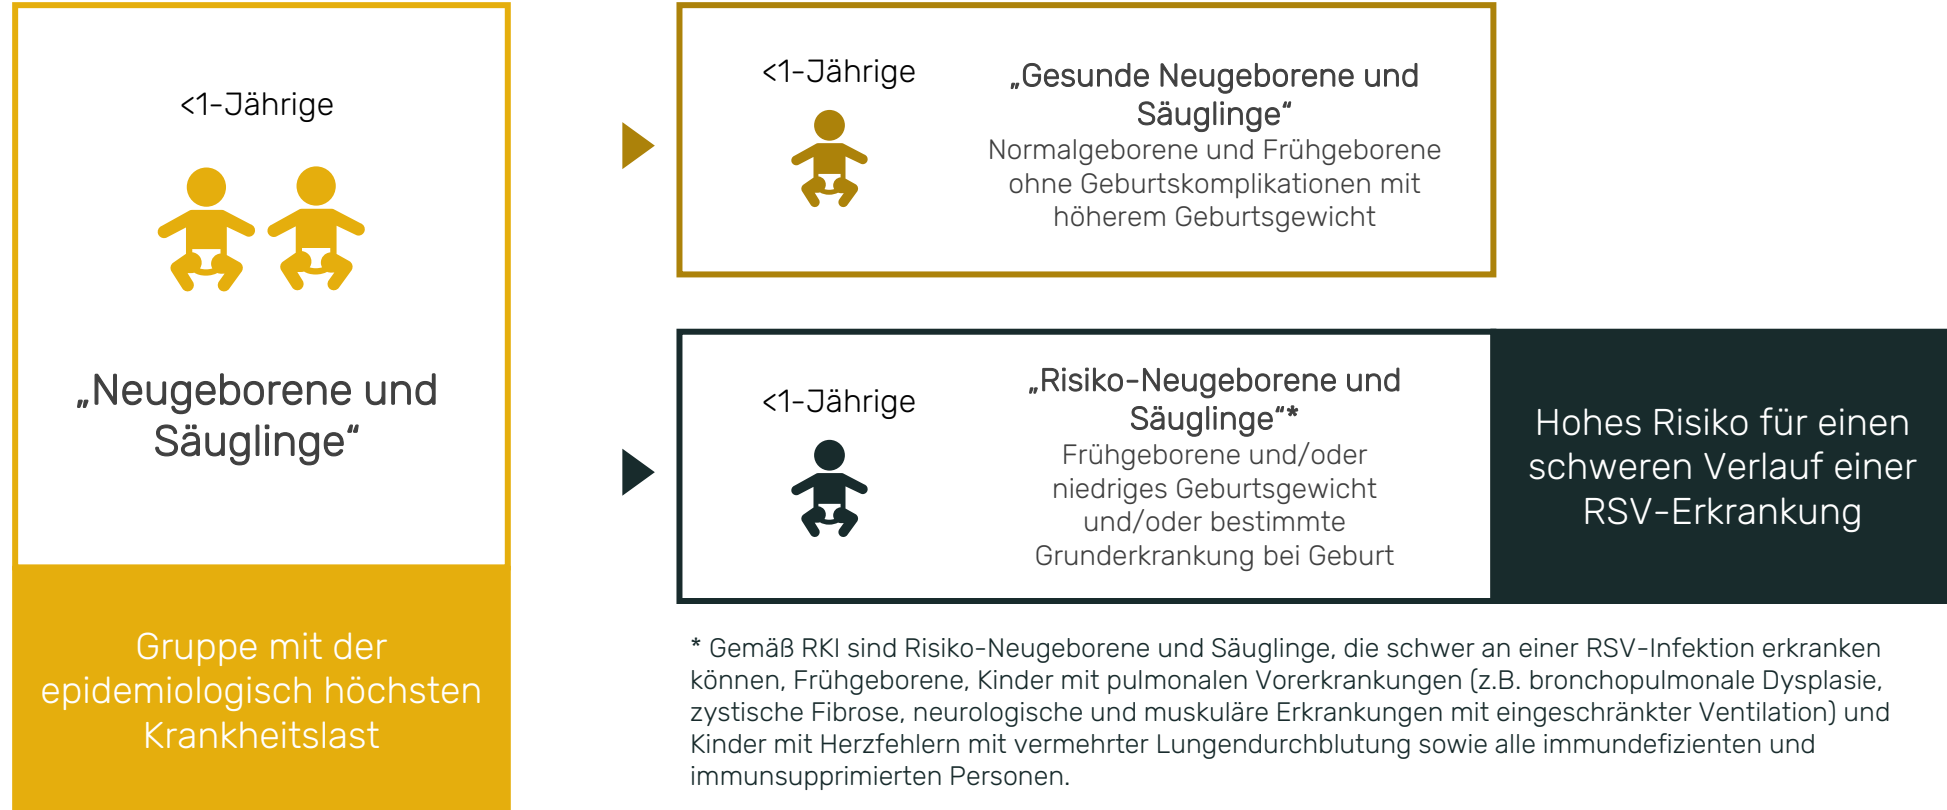 <1-Jährige
„Neugeborene und
Säuglinge“
Gruppe mit der
epidemiologisch höchsten
Krankheitslast
<1-Jährige
„Gesunde Neugeborene und
Säuglinge“
Normalgeborene und Frühgeborene
ohne Geburtskomplikationen mit
höherem Geburtsgewicht
<1-Jährige
„Risiko-Neugeborene und
Säuglinge“*
Frühgeborene und/oder
niedriges Geburtsgewicht
und/oder bestimmte
Grunderkrankung bei Geburt
Hohes Risiko für einen
schweren Verlauf einer
RSV-Erkrankung
* Gemäß RKI sind Risiko-Neugeborene und Säuglinge, die schwer an einer RSV-Infektion erkranken
können, Frühgeborene, Kinder mit pulmonalen Vorerkrankungen (z.B. bronchopulmonale Dysplasie,
zystische Fibrose, neurologische und muskuläre Erkrankungen mit eingeschränkter Ventilation) und
Kinder mit Herzfehlern mit vermehrter Lungendurchblutung sowie alle immundefizienten und
immunsupprimierten Personen.